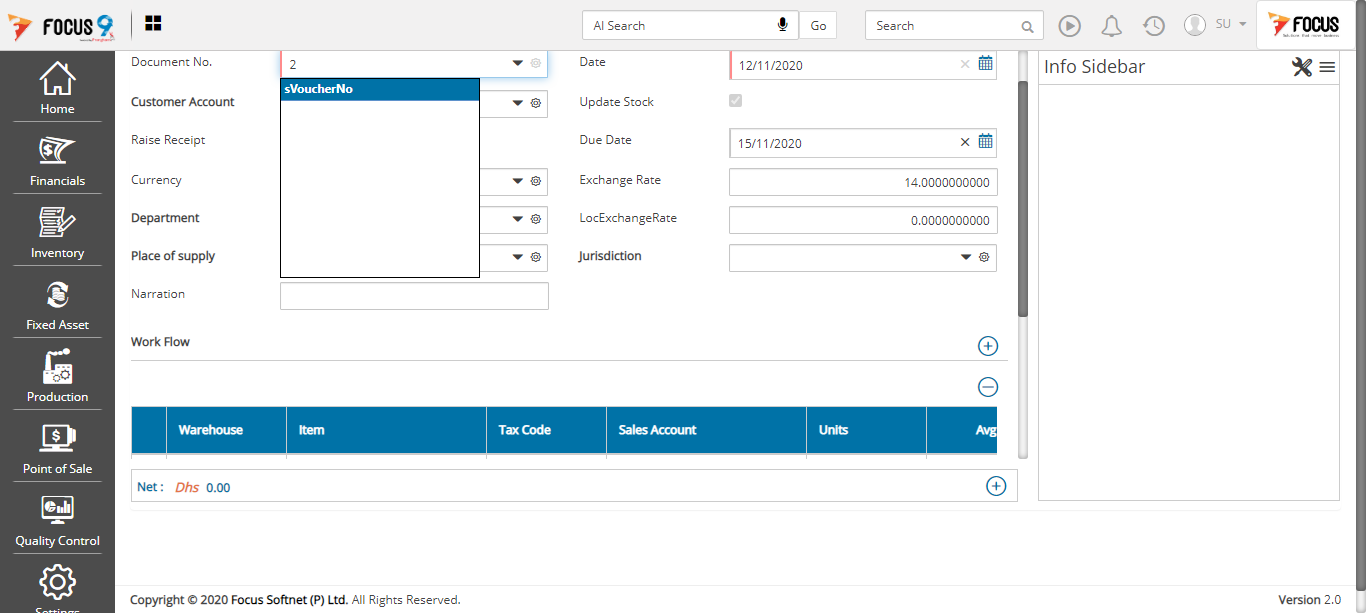 FOCUS 9
AI Search
Go
Search
SU
FOCUS
Home
Financials
Inventory
Fixed Asset
Production
Point of Sale
Quality Control
Settings
Document No.
2
sVoucherNo
Date
12/11/2020
Customer Account
Update Stock
Raise Receipt
Due Date
15/11/2020
Currency
Exchange Rate
14.0000000000
Department
LocExchangeRate
0.0000000000
Place of supply
Jurisdiction
Narration
Work Flow
Warehouse
Item
Tax Code
Sales Account
Units
Avg
Net : Dhs 0.00
Info Sidebar
Copyright © 2020 Focus Softnet (P) Ltd. All Rights Reserved.
Version 2.0